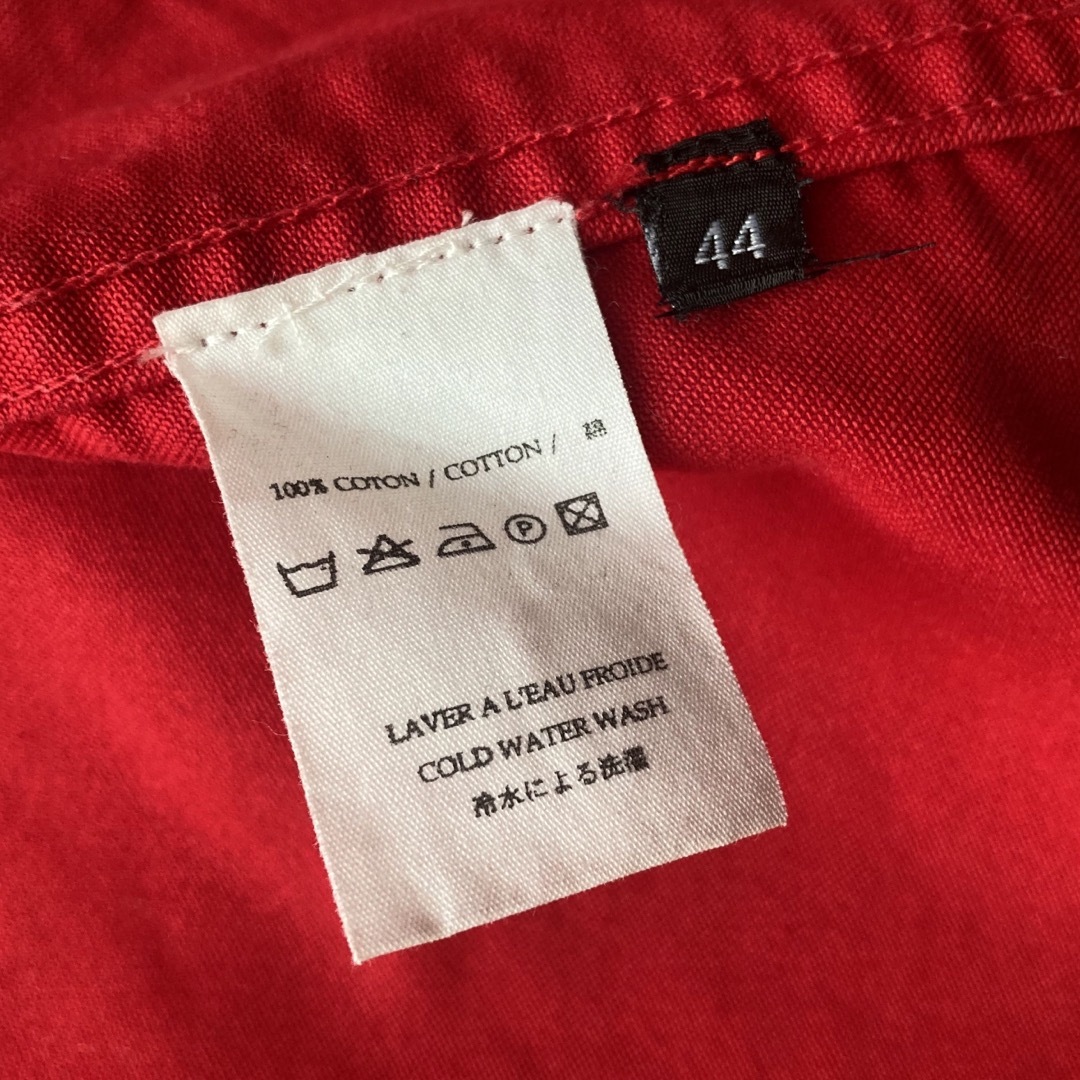 44
100% COTON / COTTON / 綿
P
LAVER A L'EAU FROIDE
COLD WATER WASH
冷水による洗濯